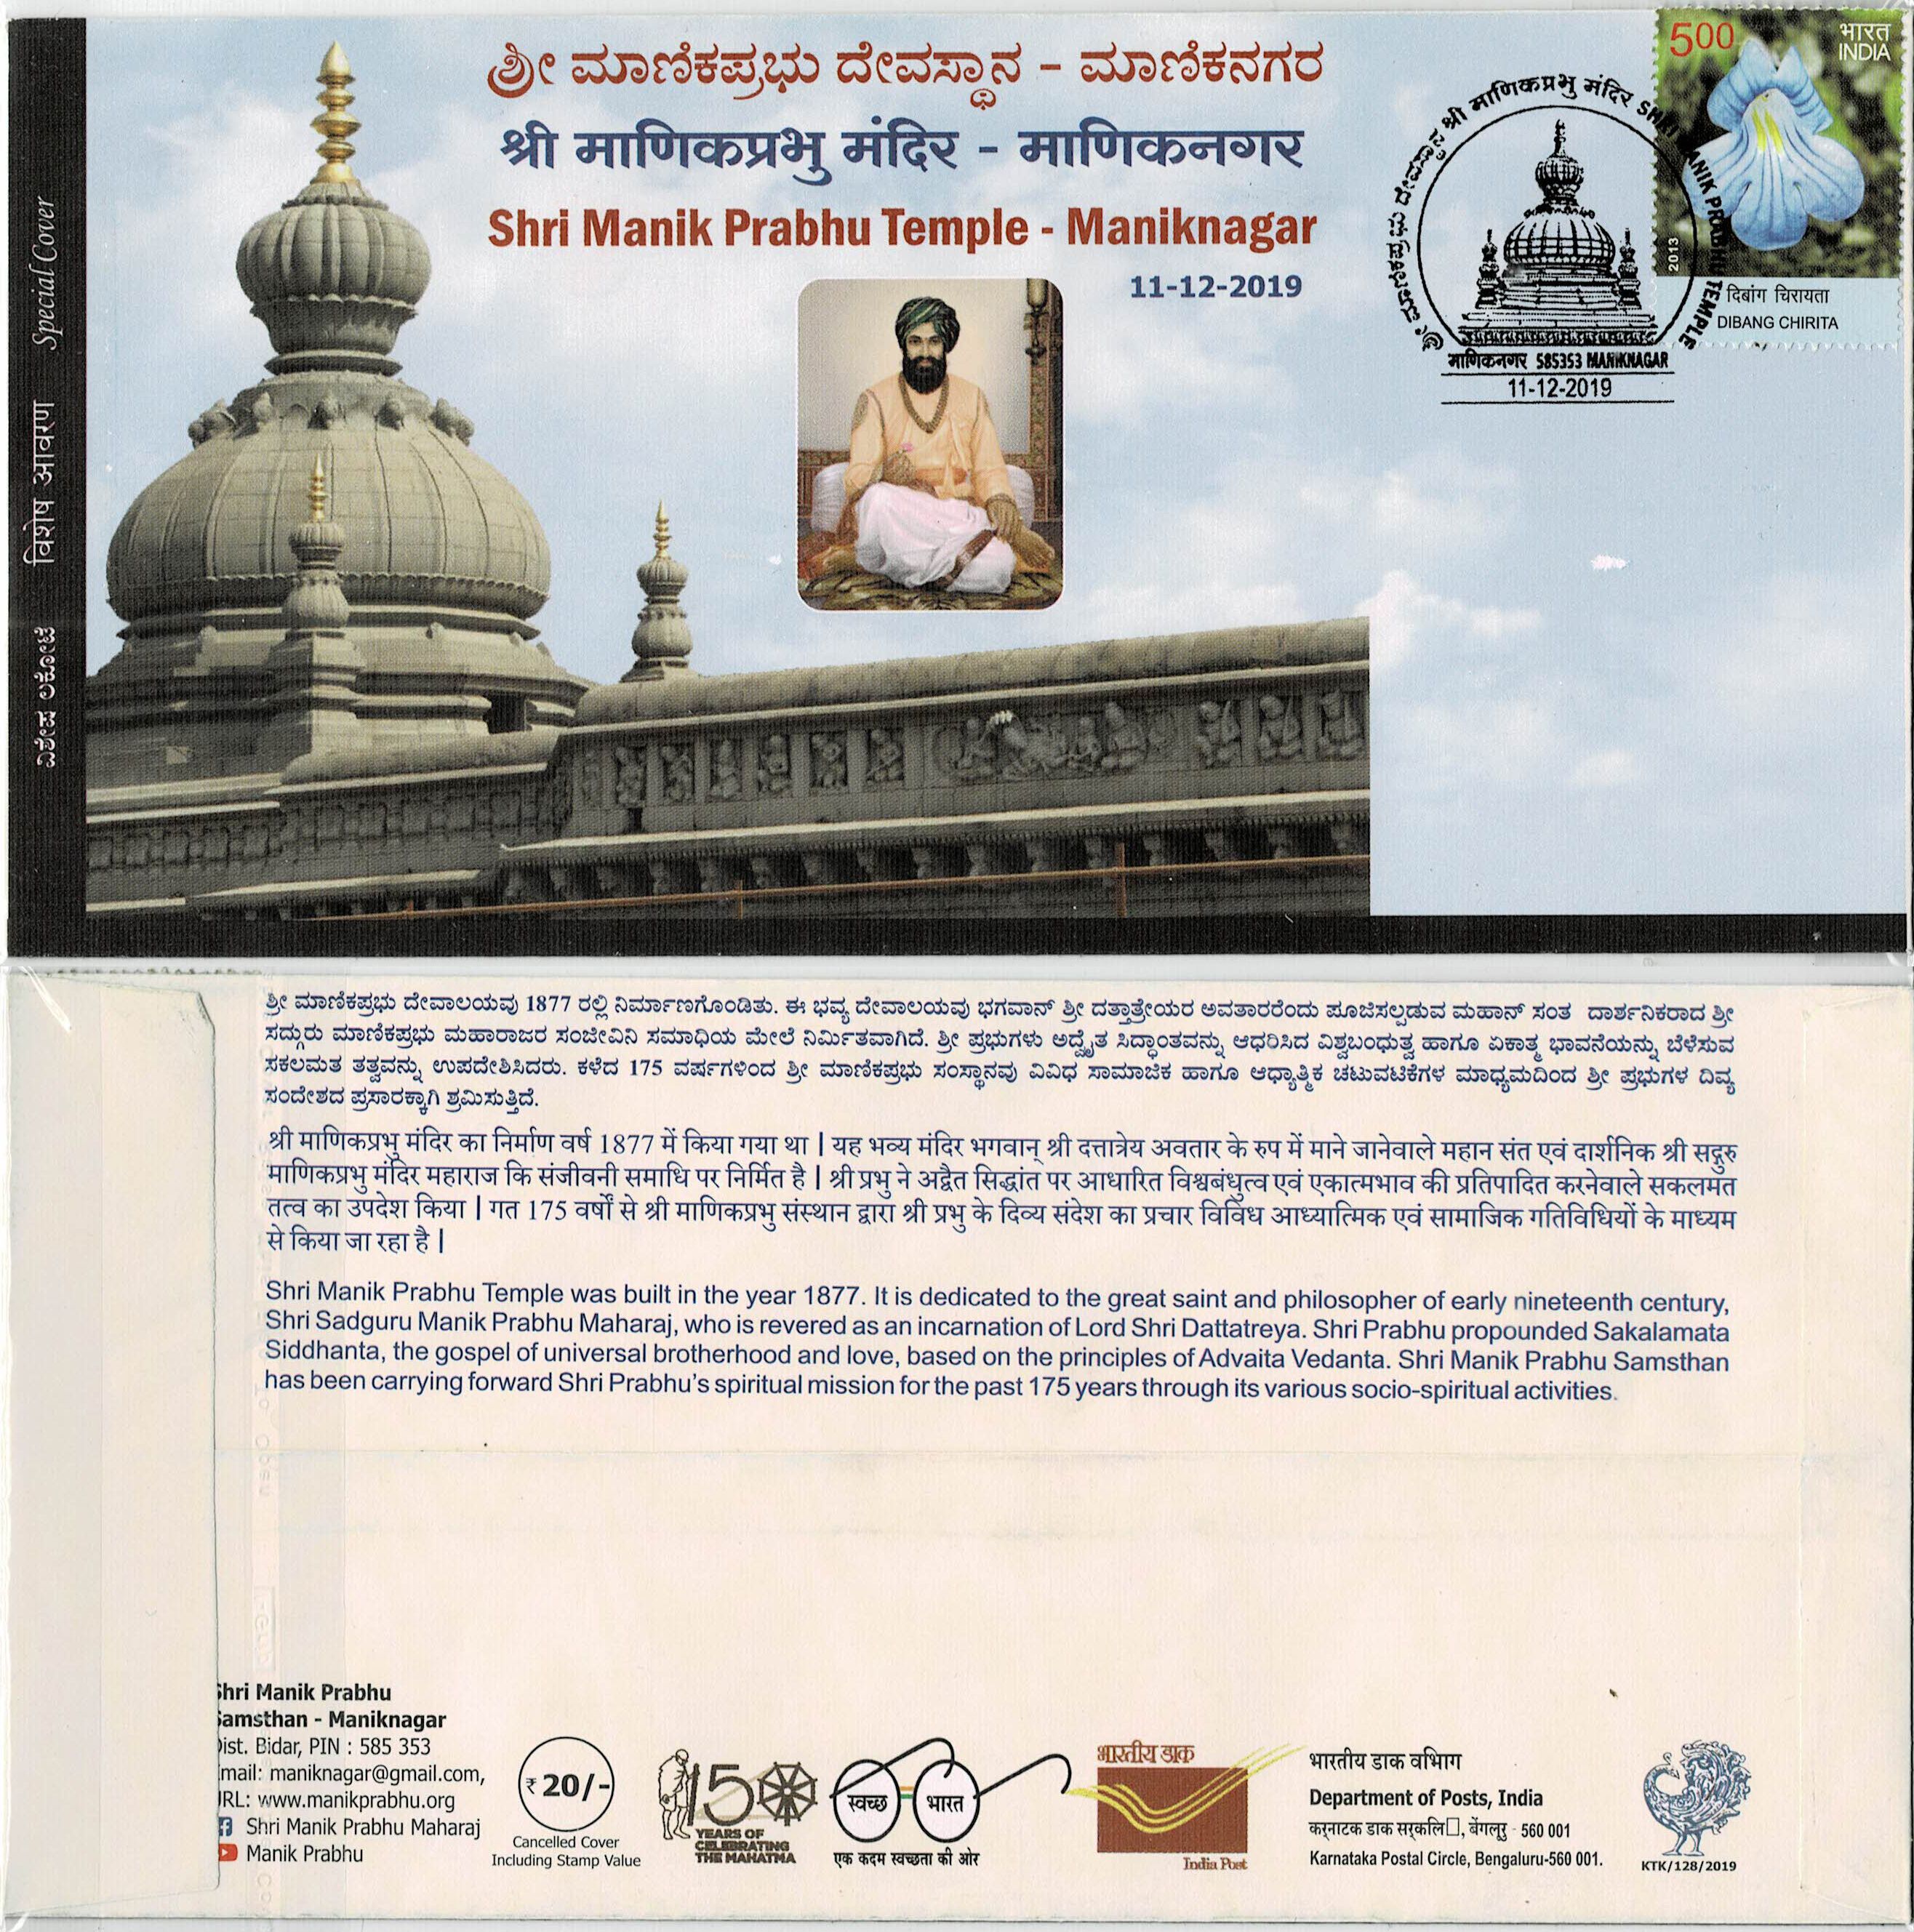 ಶ್ರೀ ಮಾಣಿಕಪ್ರಭು ದೇವಸ್ಥಾನ - ಮಾಣಿಕನಗರ
श्री माणिकप्रभु मंदिर - माणिकनगर
Shri Manik Prabhu Temple - Maniknagar
11-12-2019
ವಿಶೇಷ ಲಕೋಟೆ विशेष आवरण Special Cover
500 भारत
INDIA
2013
दिबांग चिरायता
DIBANG CHIRITA
ಶ್ರೀ ಮಾಣಿಕಪ್ರಭು ದೇವಸ್ಥಾನ श्री माणिकप्रभु मंदिर SHRI MANIK PRABHU TEMPLE
माणिकनगर 585353 MANIKNAGAR
11-12-2019
ಶ್ರೀ ಮಾಣಿಕಪ್ರಭು ದೇವಾಲಯವು 1877 ರಲ್ಲಿ ನಿರ್ಮಾಣಗೊಂಡಿತು. ಈ ಭವ್ಯ ದೇವಾಲಯವು ಭಗವಾನ್ ಶ್ರೀ ದತ್ತಾತ್ರೇಯರ ಅವತಾರರೆಂದು ಪೂಜಿಸಲ್ಪಡುವ ಮಹಾನ್ ಸಂತ ದಾರ್ಶನಿಕರಾದ ಶ್ರೀ
ಸದ್ಗುರು ಮಾಣಿಕಪ್ರಭು ಮಹಾರಾಜರ ಸಂಜೀವಿನಿ ಸಮಾಧಿಯ ಮೇಲೆ ನಿರ್ಮಿತವಾಗಿದೆ. ಶ್ರೀ ಪ್ರಭುಗಳು ಅದ್ವೈತ ಸಿದ್ಧಾಂತವನ್ನು ಆಧರಿಸಿದ ವಿಶ್ವಬಂಧುತ್ವ ಹಾಗೂ ಏಕಾತ್ಮ ಭಾವನೆಯನ್ನು ಬೆಳೆಸುವ
ಸಕಲಮತ ತತ್ವವನ್ನು ಉಪದೇಶಿಸಿದರು. ಕಳೆದ 175 ವರ್ಷಗಳಿಂದ ಶ್ರೀ ಮಾಣಿಕಪ್ರಭು ಸಂಸ್ಥಾನವು ವಿವಿಧ ಸಾಮಾಜಿಕ ಹಾಗೂ ಆಧ್ಯಾತ್ಮಿಕ ಚಟುವಟಿಕೆಗಳ ಮಾಧ್ಯಮದಿಂದ ಶ್ರೀ ಪ್ರಭುಗಳ ದಿವ್ಯ
ಸಂದೇಶದ ಪ್ರಸಾರಕ್ಕಾಗಿ ಶ್ರಮಿಸುತ್ತಿದೆ.
श्री माणिकप्रभु मंदिर का निर्माण वर्ष 1877 में किया गया था | यह भव्य मंदिर भगवान् श्री दत्तात्रेय अवतार के रुप में माने जानेवाले महान संत एवं दार्शनिक श्री सद्गुरु
माणिकप्रभु मंदिर महाराज कि संजीवनी समाधि पर निर्मित है | श्री प्रभु ने अद्वैत सिद्धांत पर आधारित विश्वबंधुत्व एवं एकात्मभाव की प्रतिपादित करनेवाले सकलमत
तत्व का उपदेश किया | गत 175 वर्षों से श्री माणिकप्रभु संस्थान द्वारा श्री प्रभु के दिव्य संदेश का प्रचार विविध आध्यात्मिक एवं सामाजिक गतिविधियों के माध्यम
से किया जा रहा है |
Shri Manik Prabhu Temple was built in the year 1877. It is dedicated to the great saint and philosopher of early nineteenth century,
Shri Sadguru Manik Prabhu Maharaj, who is revered as an incarnation of Lord Shri Dattatreya. Shri Prabhu propounded Sakalamata
Siddhanta, the gospel of universal brotherhood and love, based on the principles of Advaita Vedanta. Shri Manik Prabhu Samsthan
has been carrying forward Shri Prabhu's spiritual mission for the past 175 years through its various socio-spiritual activities.
Shri Manik Prabhu
Samsthan - Maniknagar
Dist. Bidar, PIN : 585 353
Email: maniknagar@gmail.com,
URL: www.manikprabhu.org
Shri Manik Prabhu Maharaj
Manik Prabhu
₹ 20/-
Cancelled Cover
Including Stamp Value
150
YEARS OF
CELEBRATING
THE MAHATMA
स्वच्छ भारत
एक कदम स्वच्छता की ओर
भारतीय डाक
India Post
भारतीय डाक वभिाग
Department of Posts, India
कर्नाटक डाक सर्कलि, बेंगलूर - 560 001
Karnataka Postal Circle, Bengaluru-560 001.
KTK/128/2019